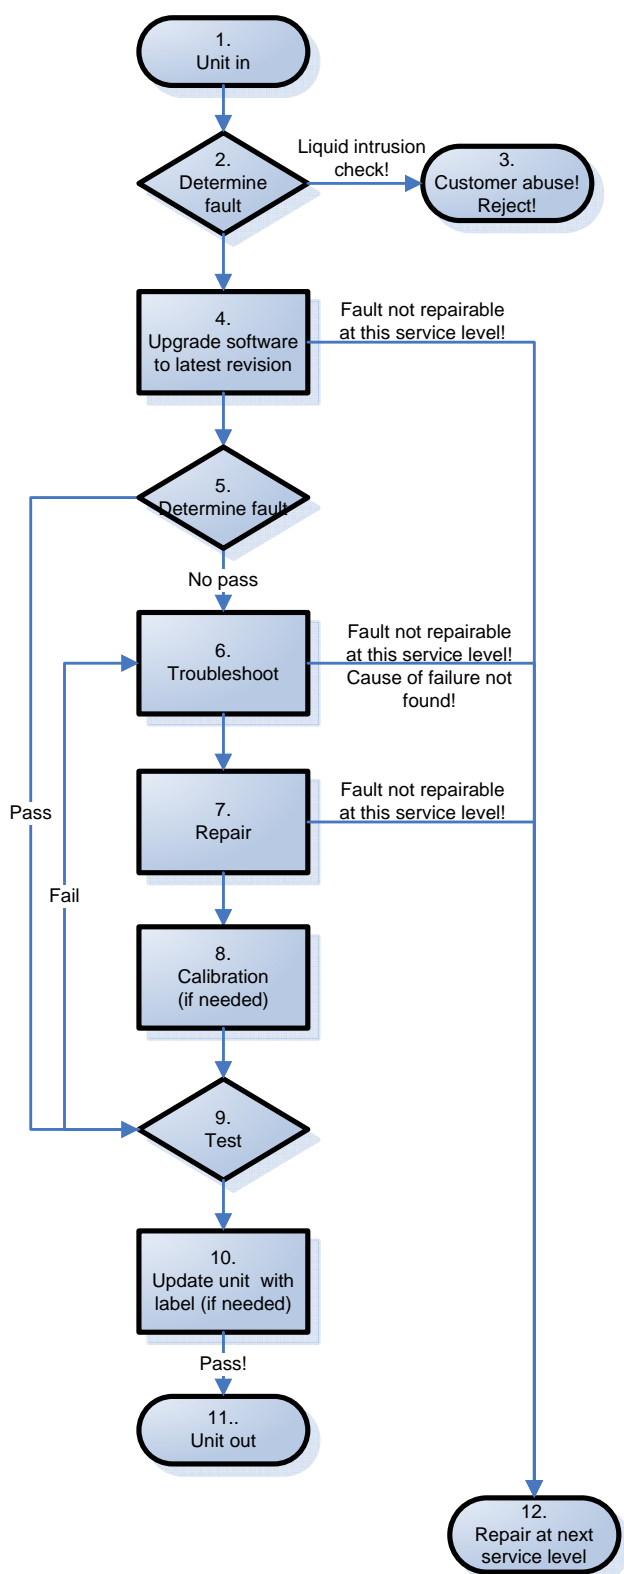 1.
Unit in
Liquid intrusion
check!
2.
Determine
fault
3.
Customer abuse!
Reject!
4.
Upgrade software
to latest revision
Fault not repairable
at this service level!
5.
Determine fault
No pass
6.
Troubleshoot
Fault not repairable
at this service level!
Cause of failure not
found!
7.
Repair
Fault not repairable
at this service level!
Pass
Fail
8.
Calibration
(if needed)
9.
Test
10.
Update unit  with
label (if needed)
Pass!
11..
Unit out
12.
Repair at next
service level